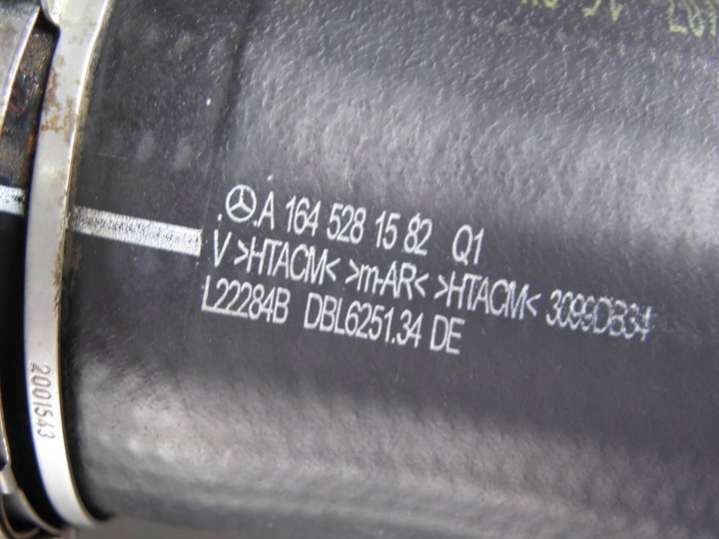 .A 164 528 15 82 Q1
V >HTACM< >m-AR< >HTACM< 3099DB34
L22284B DBL6251.34 DE
2001543